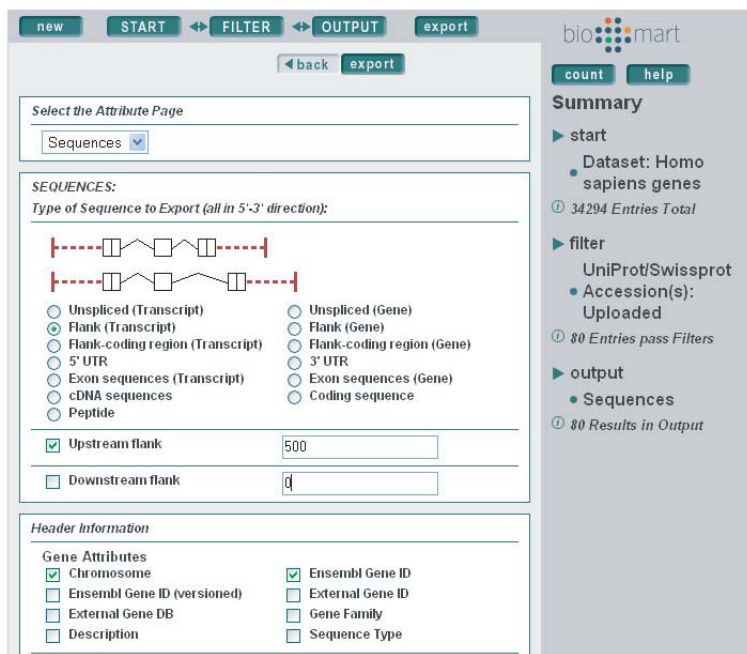 new START FILTER OUTPUT export
back export
Select the Attribute Page
Sequences
SEQUENCES:
Type of Sequence to Export (all in 5'-3' direction):
Unspliced (Transcript) Unspliced (Gene)
Flank (Transcript) Flank (Gene)
Flank-coding region (Transcript) Flank-coding region (Gene)
5' UTR 3' UTR
Exon sequences (Transcript) Exon sequences (Gene)
cDNA sequences Coding sequence
Peptide
Upstream flank 500
Downstream flank 0
Header Information
Gene Attributes
Chromosome Ensembl Gene ID
Ensembl Gene ID (versioned) External Gene ID
External Gene DB Gene Family
Description Sequence Type
bio mart
count help
Summary
start
Dataset: Homo
sapiens genes
34294 Entries Total
filter
UniProt/Swissprot
Accession(s):
Uploaded
80 Entries pass Filters
output
Sequences
80 Results in Output